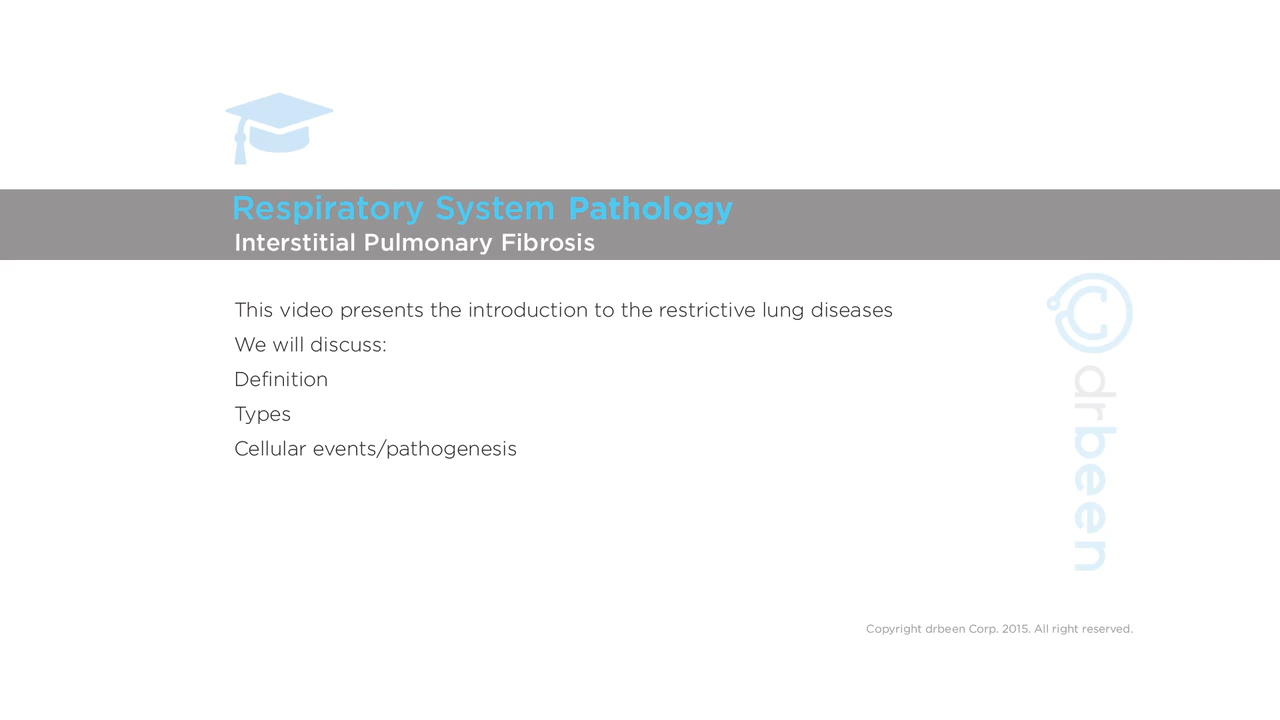 Respiratory System Pathology
Interstitial Pulmonary Fibrosis
This video presents the introduction to the restrictive lung diseases
We will discuss:
Definition
Types
Cellular events/pathogenesis
drbeen
Copyright drbeen Corp. 2015. All right reserved.